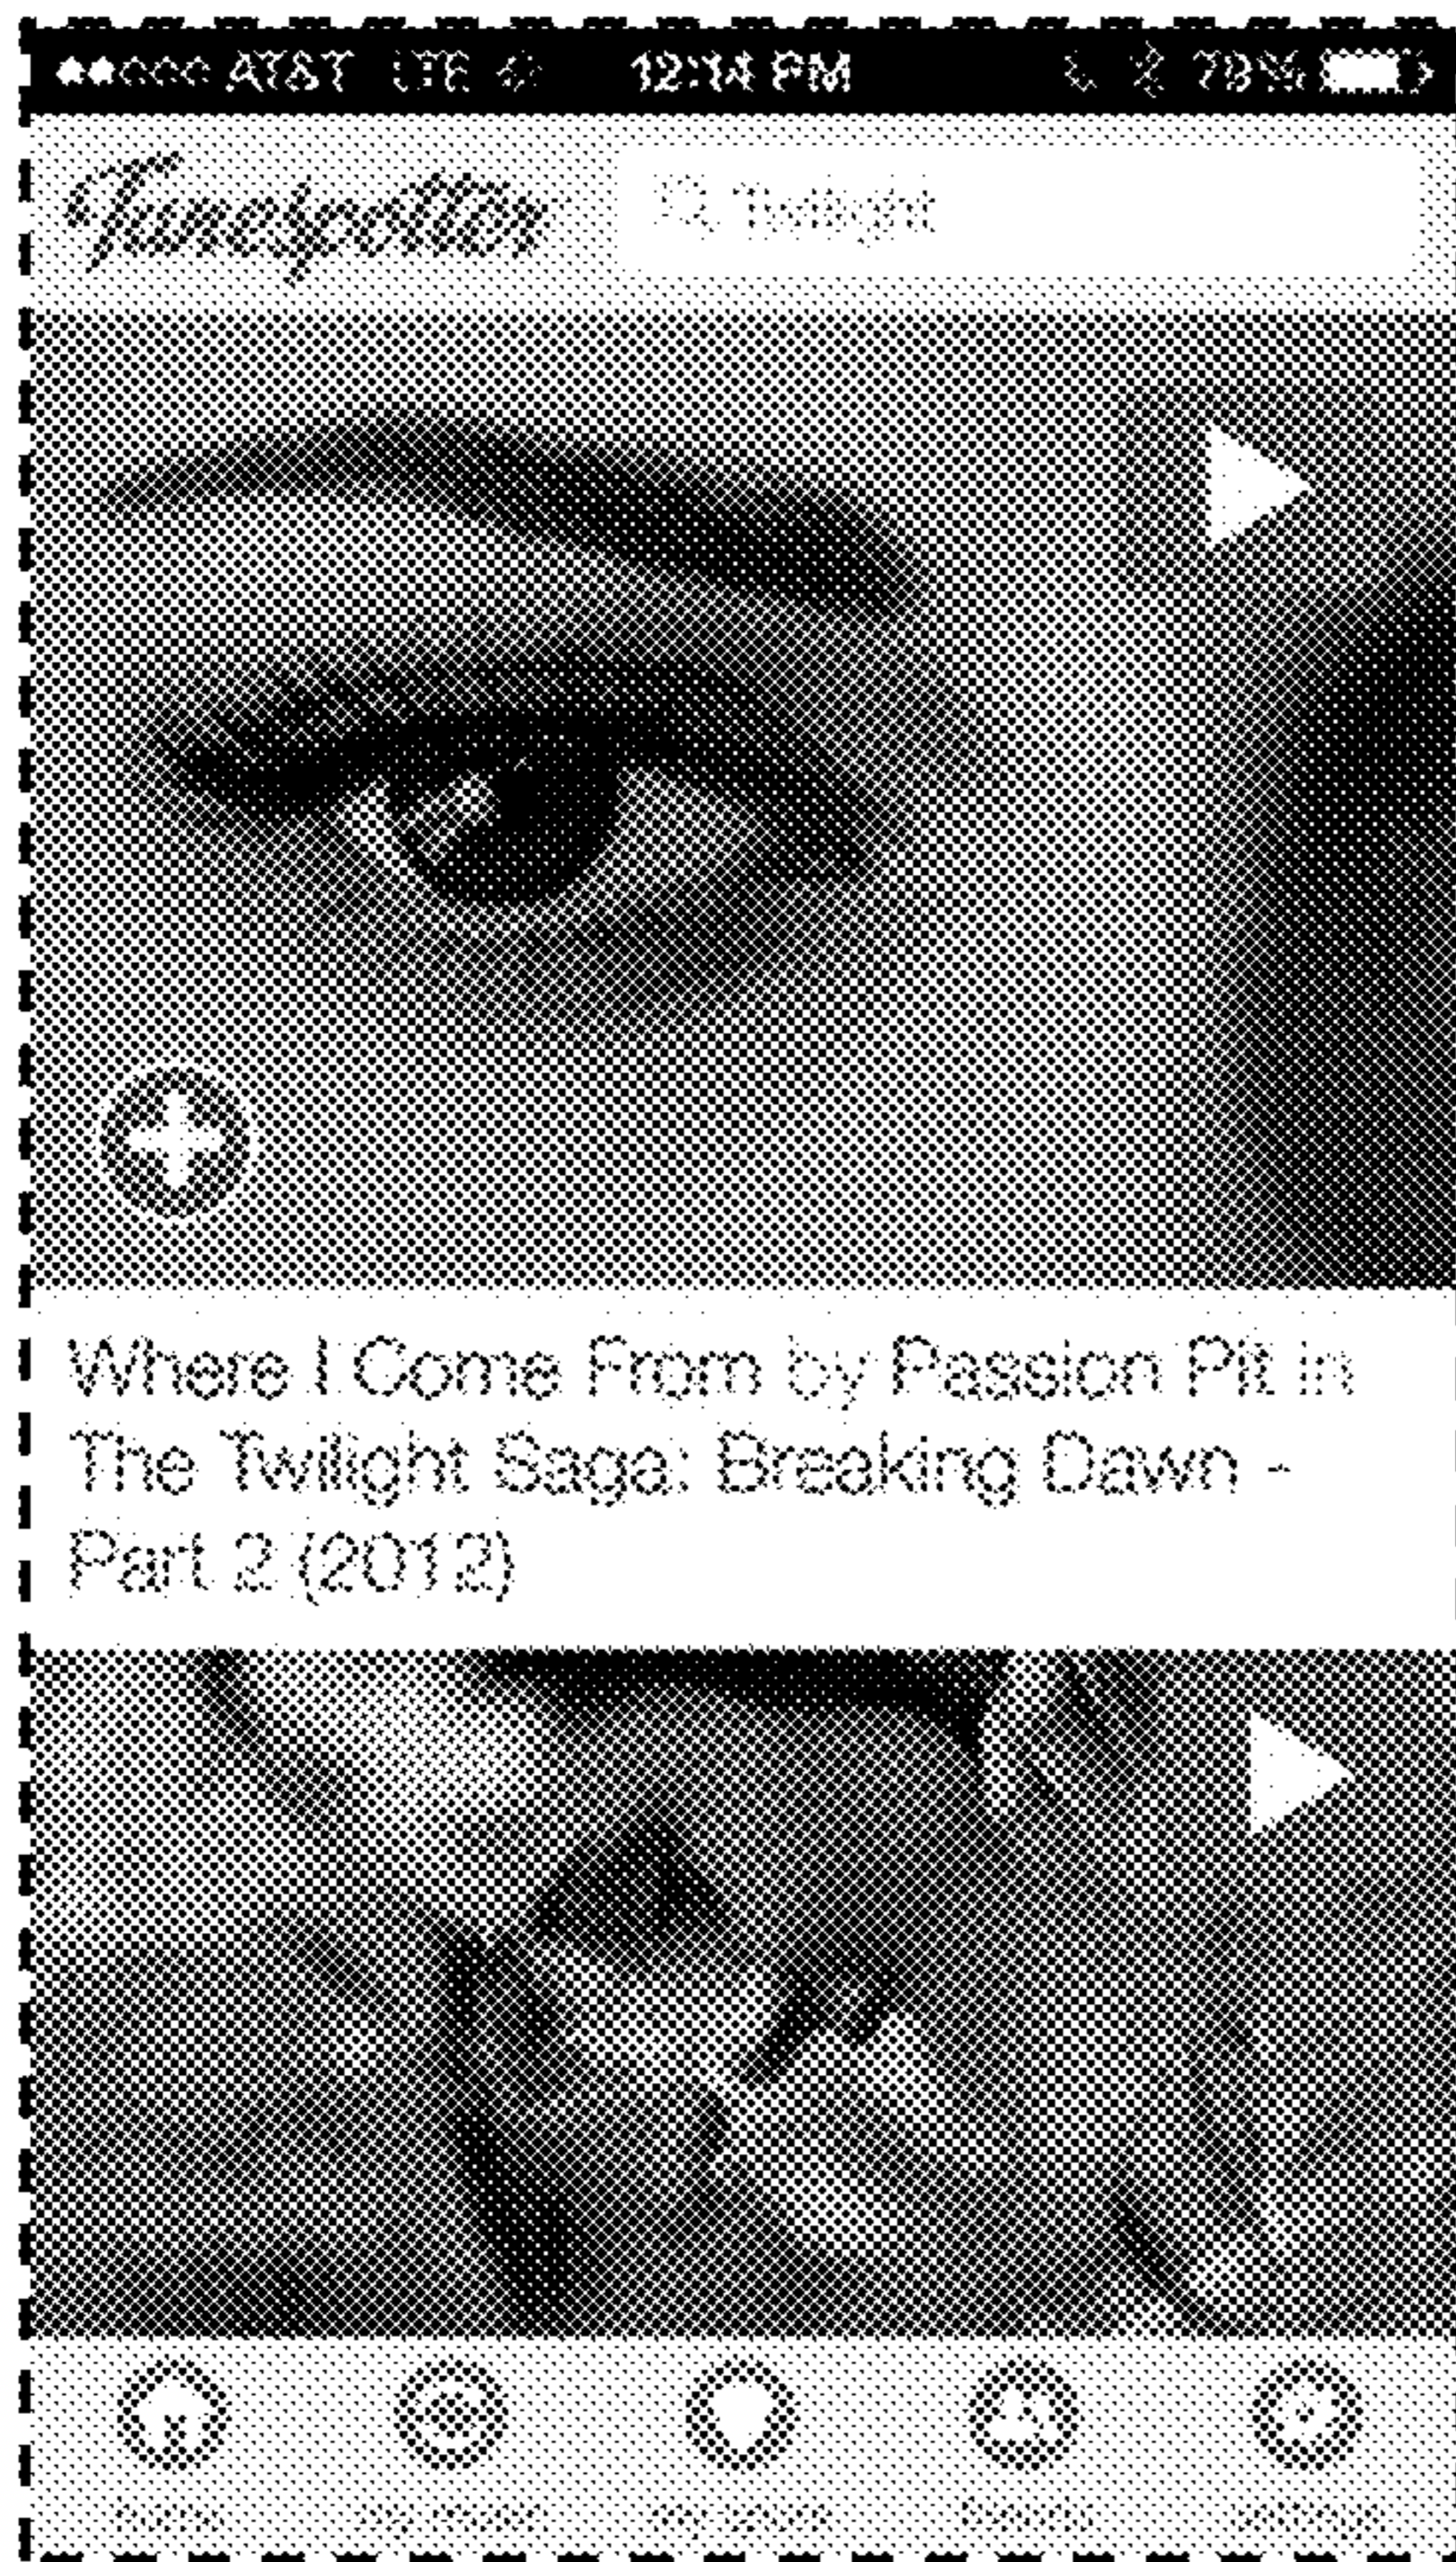 AT&T LTE 12:14 PM 78%
Tunespotter Twilight
Where I Come From by Passion Pit in
The Twilight Saga: Breaking Dawn -
Part 2 (2012)